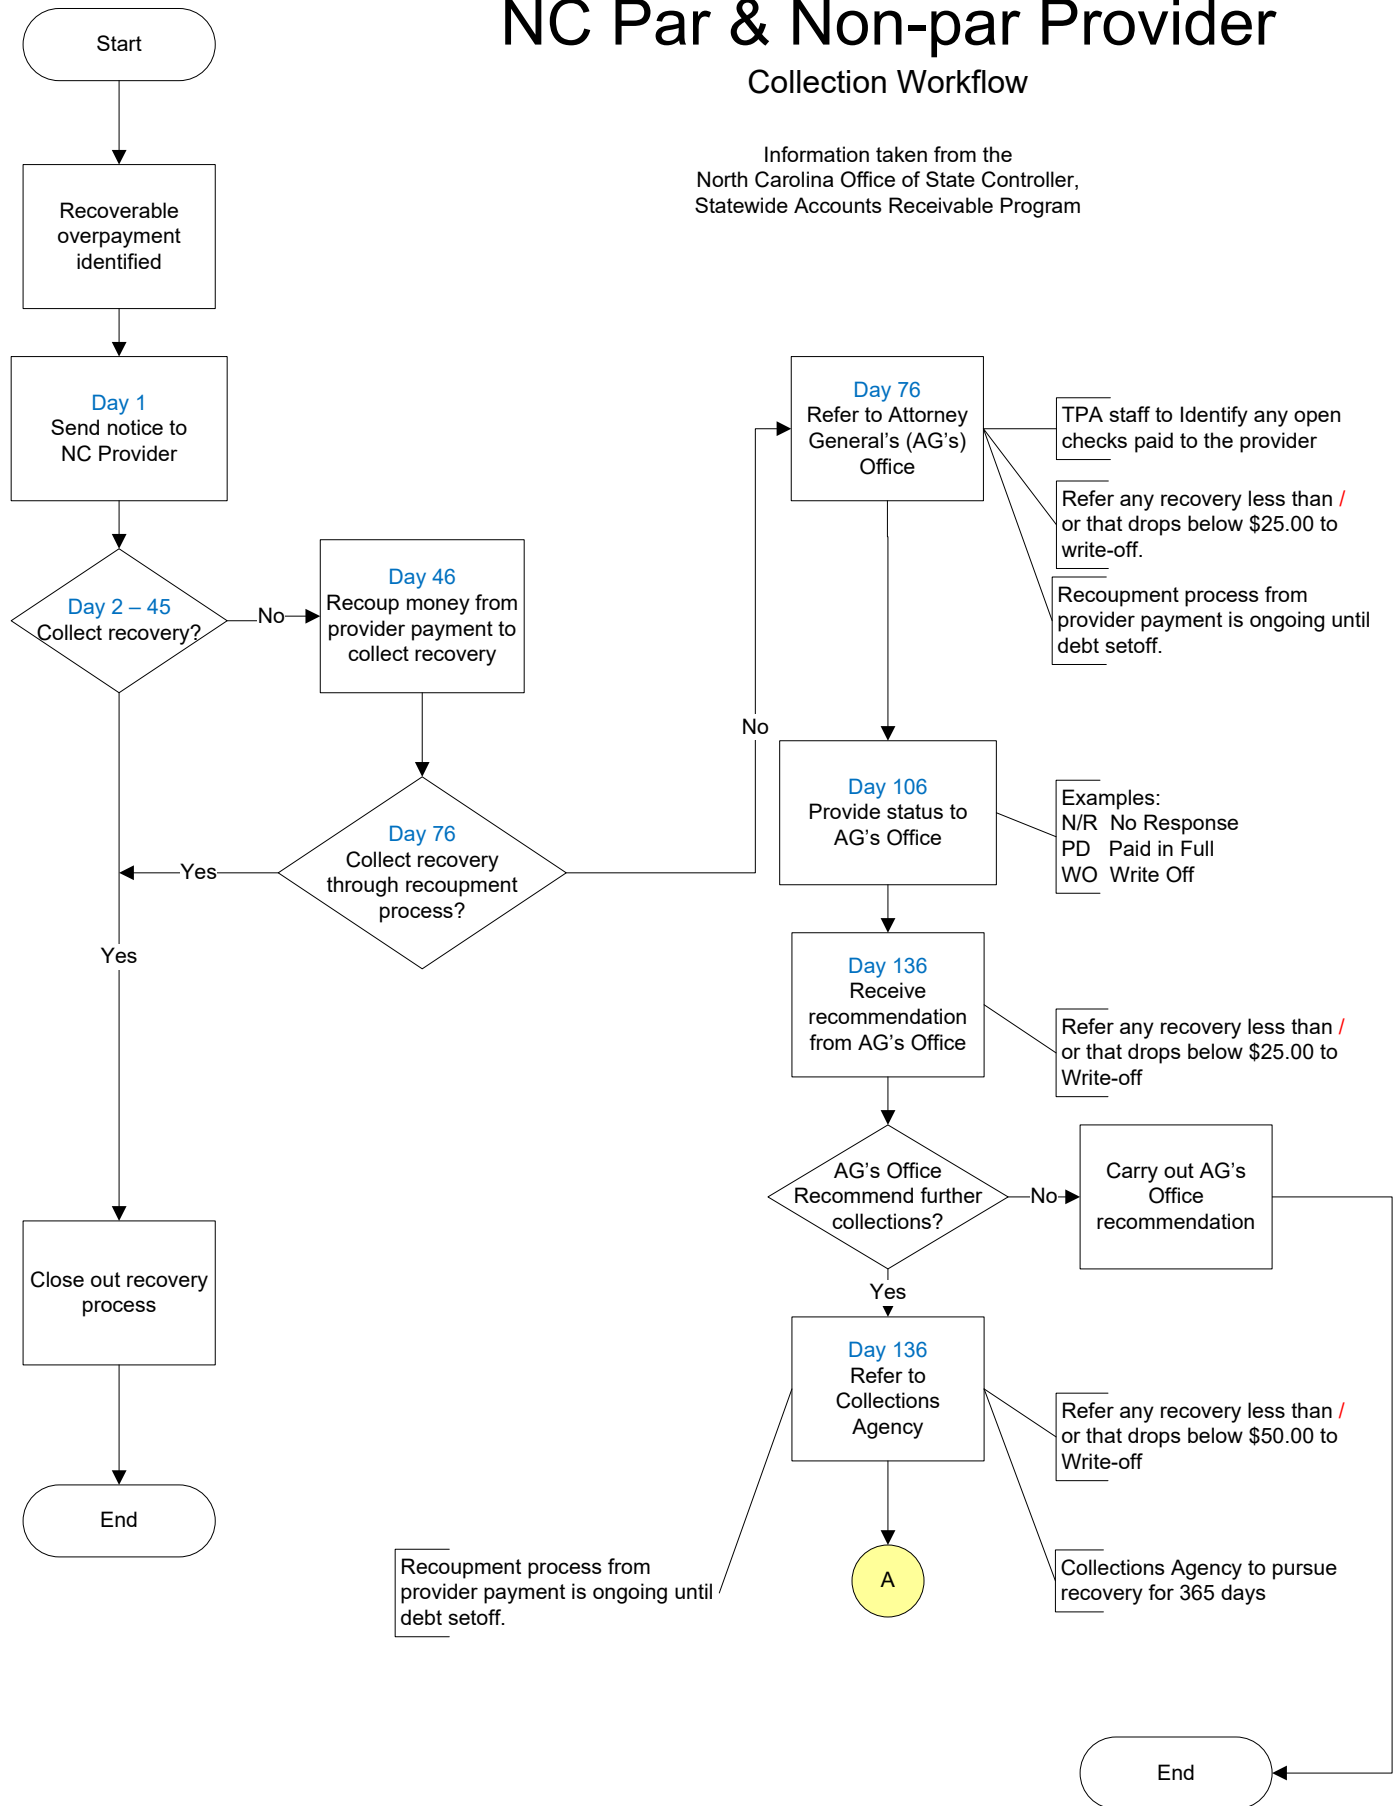 NC Par & Non-par Provider
Collection Workflow
Information taken from the
North Carolina Office of State Controller,
Statewide Accounts Receivable Program
Start
Recoverable
overpayment
identified
Day 1
Send notice to
NC Provider
Day 2 – 45
Collect recovery?
No
Day 46
Recoup money from
provider payment to
collect recovery
Day 76
Collect recovery
through recoupment
process?
Yes
No
Yes
Close out recovery
process
End
Day 76
Refer to Attorney
General's (AG's)
Office
TPA staff to Identify any open
checks paid to the provider
Refer any recovery less than /
or that drops below $25.00 to
write-off.
Recoupment process from
provider payment is ongoing until
debt setoff.
Day 106
Provide status to
AG's Office
Examples:
N/R No Response
PD Paid in Full
WO Write Off
Day 136
Receive
recommendation
from AG's Office
Refer any recovery less than /
or that drops below $25.00 to
Write-off
AG's Office
Recommend further
collections?
No
Carry out AG's
Office
recommendation
Yes
Day 136
Refer to
Collections
Agency
Refer any recovery less than /
or that drops below $50.00 to
Write-off
Recoupment process from
provider payment is ongoing until
debt setoff.
A
Collections Agency to pursue
recovery for 365 days
End